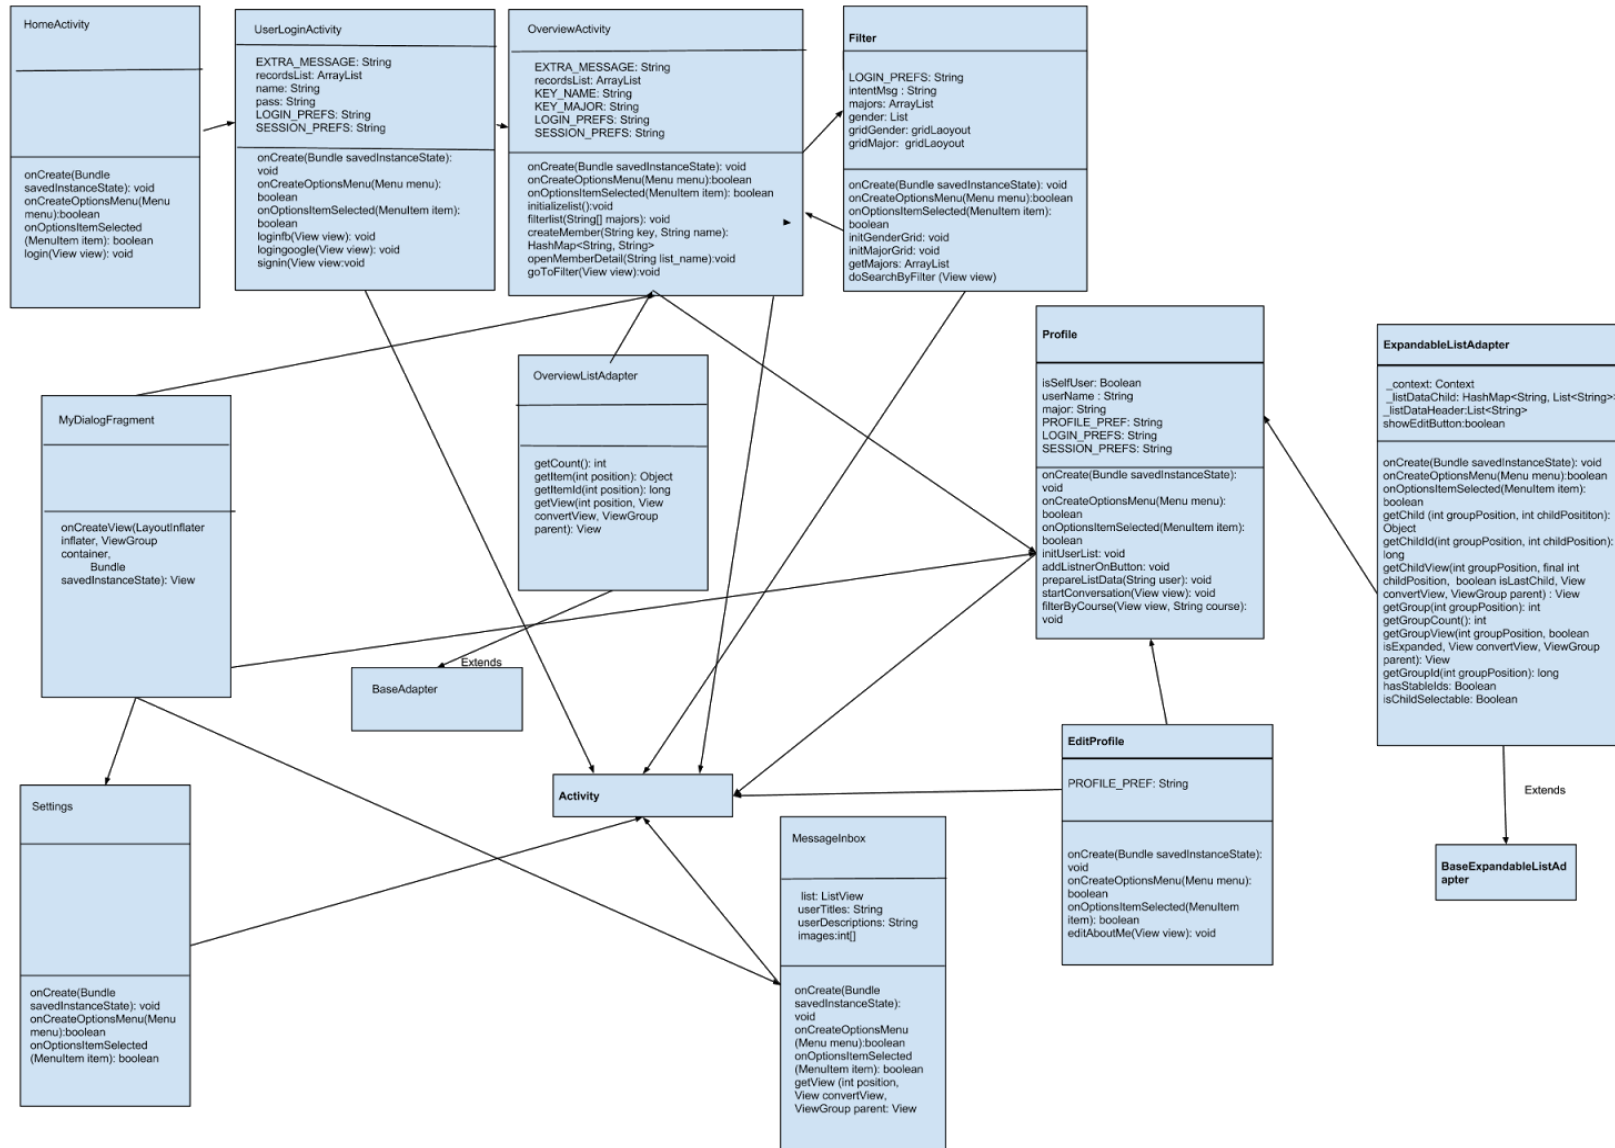 HomeActivity
onCreate(Bundle
savedInstanceState): void
onCreateOptionsMenu(Menu
menu):boolean
onOptionsItemSelected
(MenuItem item): boolean
login(View view): void
UserLoginActivity
EXTRA_MESSAGE: String
recordsList: ArrayList
name: String
pass: String
LOGIN_PREFS: String
SESSION_PREFS: String
onCreate(Bundle savedInstanceState):
void
onCreateOptionsMenu(Menu menu):
boolean
onOptionsItemSelected(MenuItem item):
boolean
loginfb(View view): void
logingoogle(View view): void
signin(View view:void
OverviewActivity
EXTRA_MESSAGE: String
recordsList: ArrayList
KEY_NAME: String
KEY_MAJOR: String
LOGIN_PREFS: String
SESSION_PREFS: String
onCreate(Bundle savedInstanceState): void
onCreateOptionsMenu(Menu menu):boolean
onOptionsItemSelected(MenuItem item): boolean
initializelist():void
filterlist(String[] majors): void
createMember(String key, String name):
HashMap<String, String>
openMemberDetail(String list_name):void
goToFilter(View view):void
Filter
LOGIN_PREFS: String
intentMsg : String
majors: ArrayList
gender: List
gridGender: gridLaoyout
gridMajor: gridLaoyout
onCreate(Bundle savedInstanceState): void
onCreateOptionsMenu(Menu menu):boolean
onOptionsItemSelected(MenuItem item):
boolean
initGenderGrid: void
initMajorGrid: void
getMajors: ArrayList
doSearchByFilter (View view)
Profile
isSelfUser: Boolean
userName : String
major: String
PROFILE_PREF: String
LOGIN_PREFS: String
SESSION_PREFS: String
onCreate(Bundle savedInstanceState):
void
onCreateOptionsMenu(Menu menu):
boolean
onOptionsItemSelected(MenuItem item):
boolean
initUserList: void
addListnerOnButton: void
prepareListData(String user): void
startConversation(View view): void
filterByCourse(View view, String course):
void
ExpandableListAdapter
_context: Context
_listDataChild: HashMap<String, List<String>>
_listDataHeader:List<String>
showEditButton:boolean
onCreate(Bundle savedInstanceState): void
onCreateOptionsMenu(Menu menu):boolean
onOptionsItemSelected(MenuItem item):
boolean
getChild (int groupPosition, int childPosititon):
Object
getChildId(int groupPosition, int childPosition):
long
getChildView(int groupPosition, final int
childPosition, boolean isLastChild, View
convertView, ViewGroup parent) : View
getGroup(int groupPosition): int
getGroupCount(): int
getGroupView(int groupPosition, boolean
isExpanded, View convertView, ViewGroup
parent): View
getGroupId(int groupPosition): long
hasStableIds: Boolean
isChildSelectable: Boolean
MyDialogFragment
onCreateView(LayoutInflater
inflater, ViewGroup
container,
Bundle
savedInstanceState): View
OverviewListAdapter
getCount(): int
getItem(int position): Object
getItemId(int position): long
getView(int position, View
convertView, ViewGroup
parent): View
Extends
BaseAdapter
Activity
EditProfile
PROFILE_PREF: String
onCreate(Bundle savedInstanceState):
void
onCreateOptionsMenu(Menu menu):
boolean
onOptionsItemSelected(MenuItem
item): boolean
editAboutMe(View view): void
Extends
BaseExpandableListAd
apter
Settings
onCreate(Bundle
savedInstanceState): void
onCreateOptionsMenu(Menu
menu):boolean
onOptionsItemSelected
(MenuItem item): boolean
MessageInbox
list: ListView
userTitles: String
userDescriptions: String
images:int[]
onCreate(Bundle
savedInstanceState):
void
onCreateOptionsMenu
(Menu menu):boolean
onOptionsItemSelected
(MenuItem item): boolean
getView (int position,
View convertView,
ViewGroup parent: View